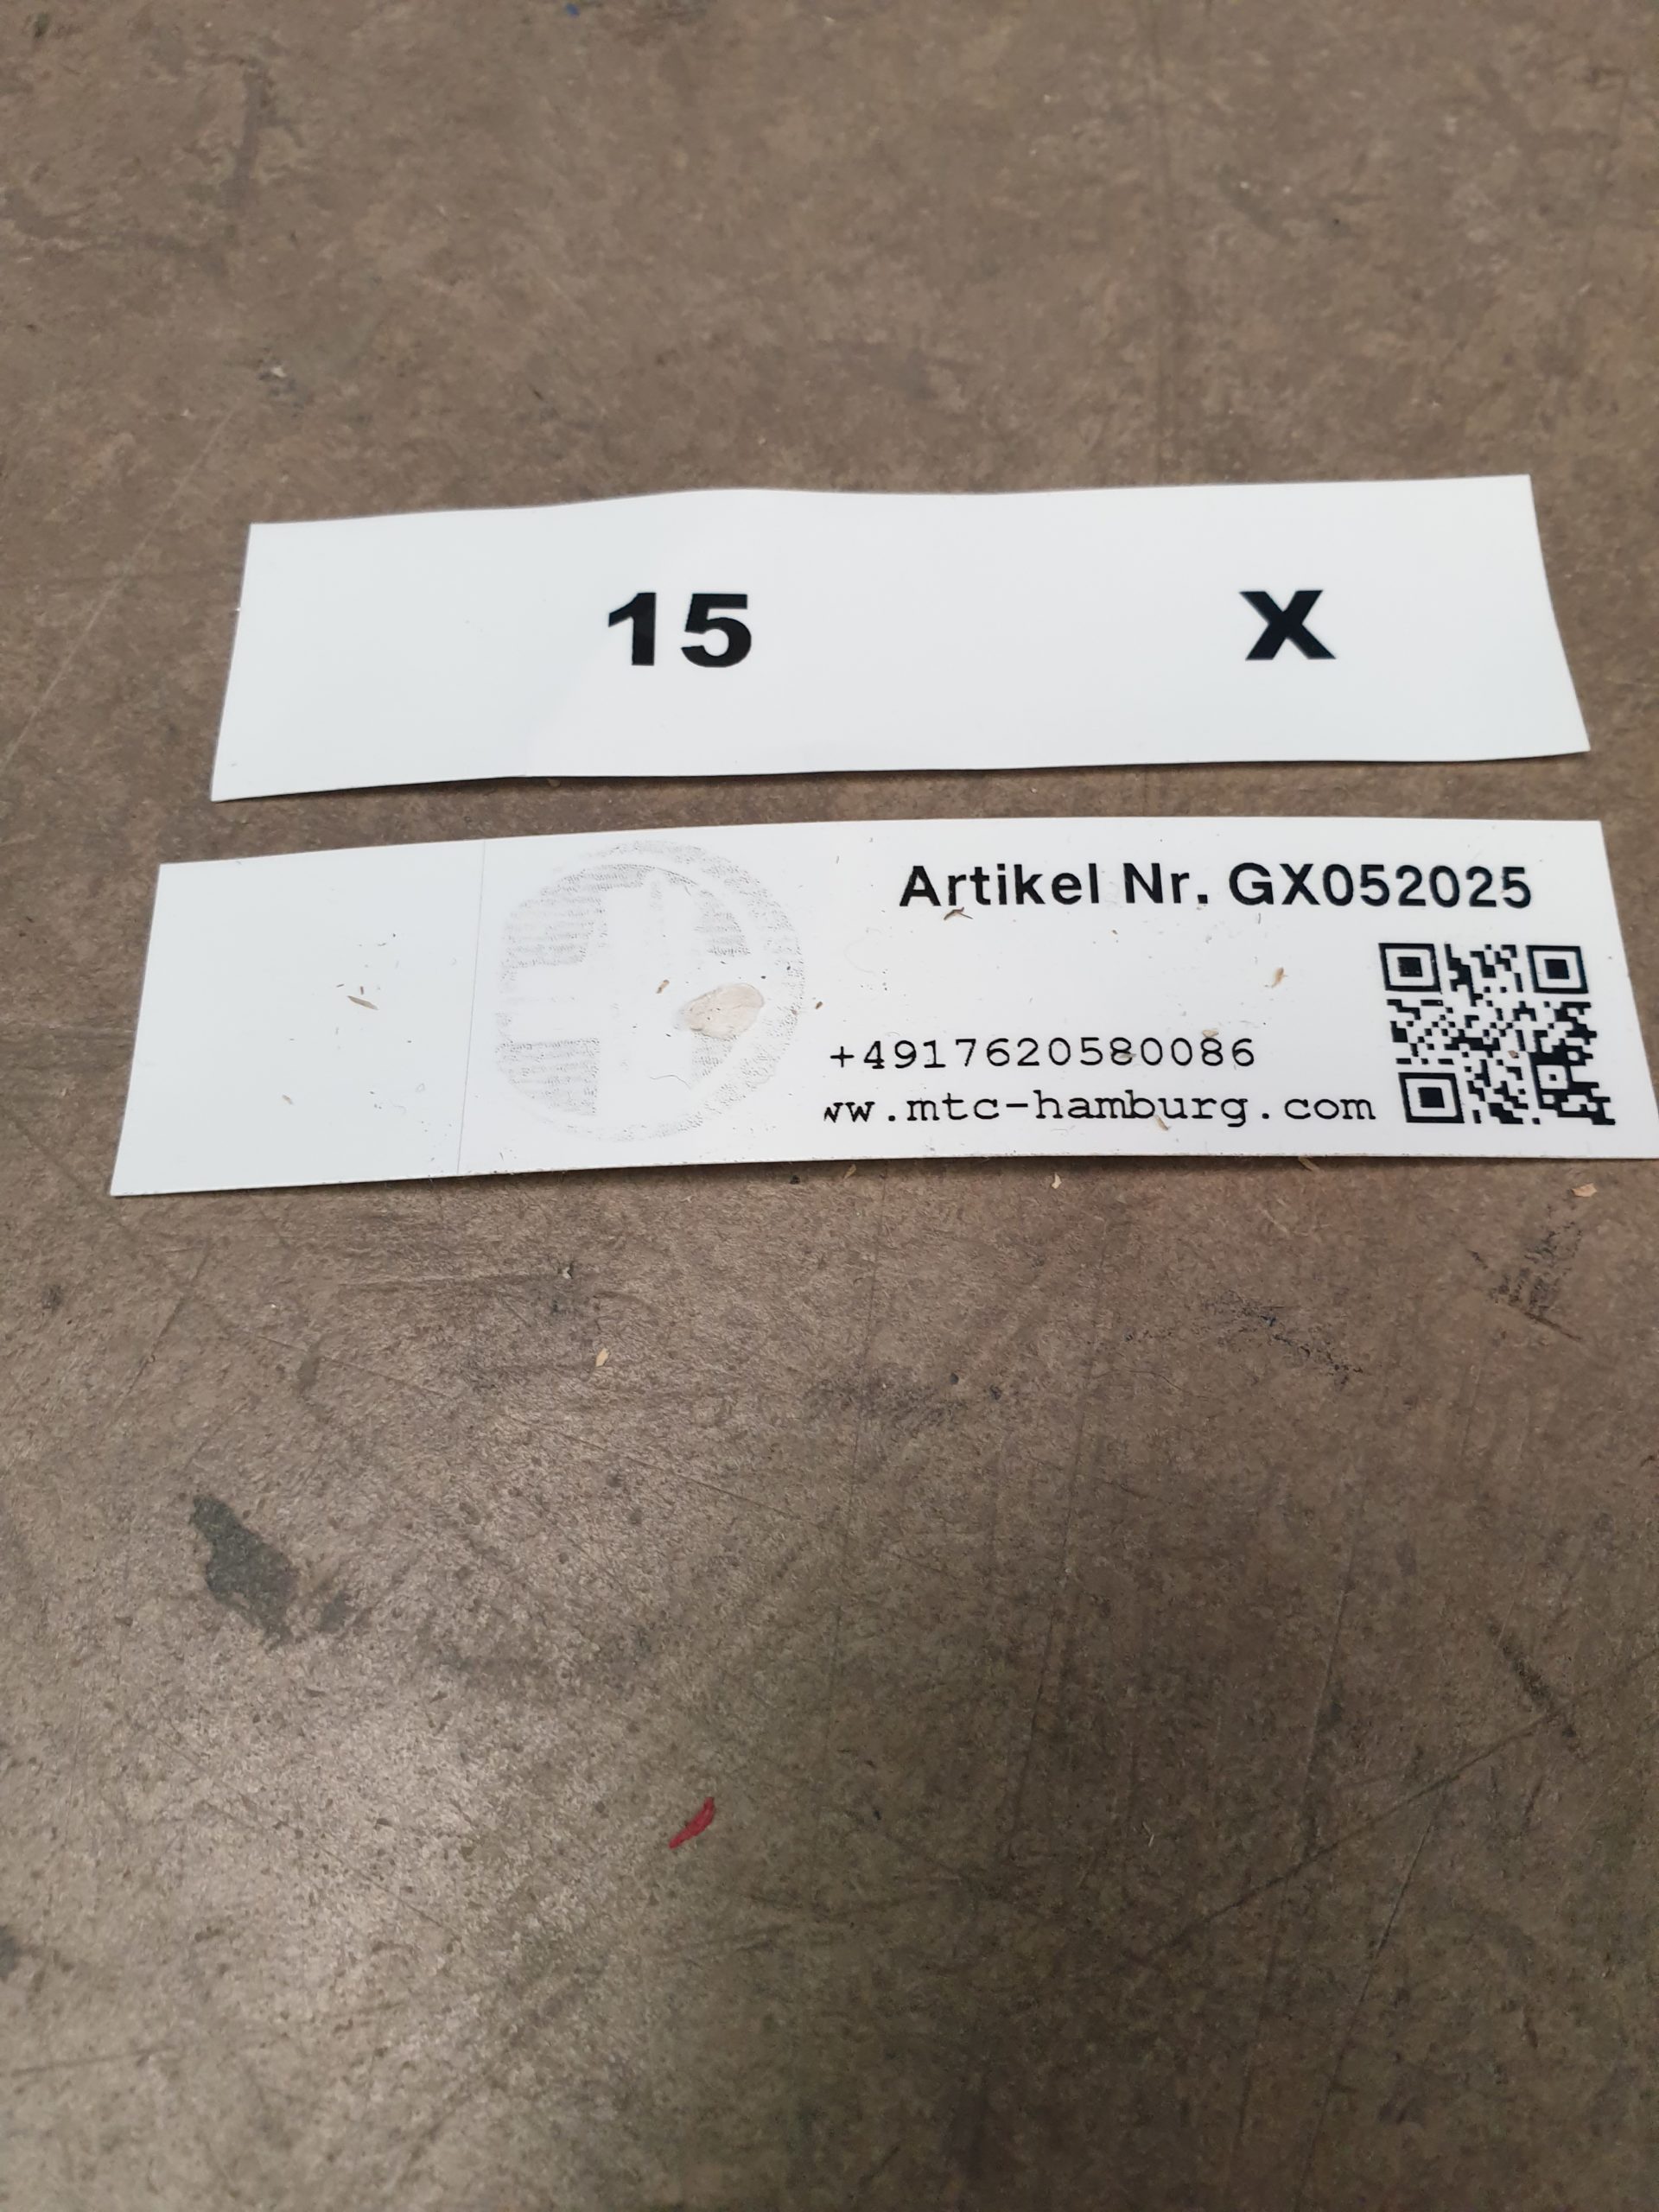 15 X
Artikel Nr. GX052025
+4917620580086
ww.mtc-hamburg.com